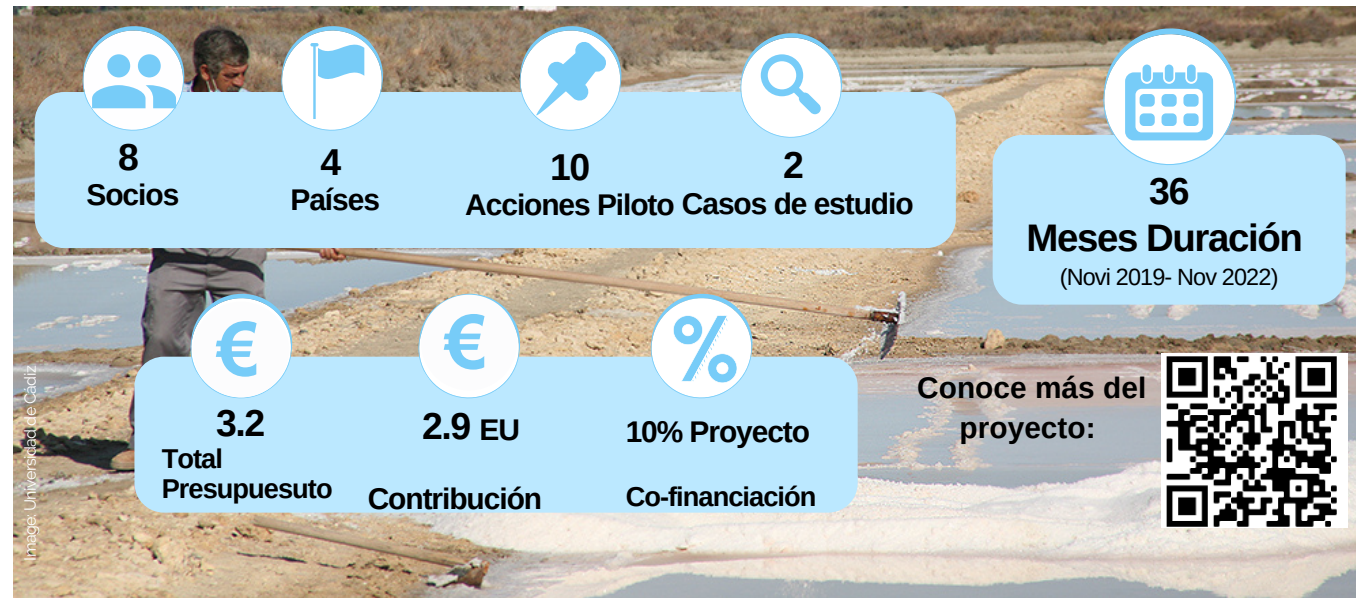 8
Socios
4
Países
10
Acciones Piloto
2
Casos de estudio
36
Meses Duración
(Novi 2019- Nov 2022)
€
3.2
Total
Presupuesuto
€
2.9 EU
Contribución
%
10% Proyecto
Co-financiación
Conoce más del
proyecto:
Image: Universidad de Cádiz